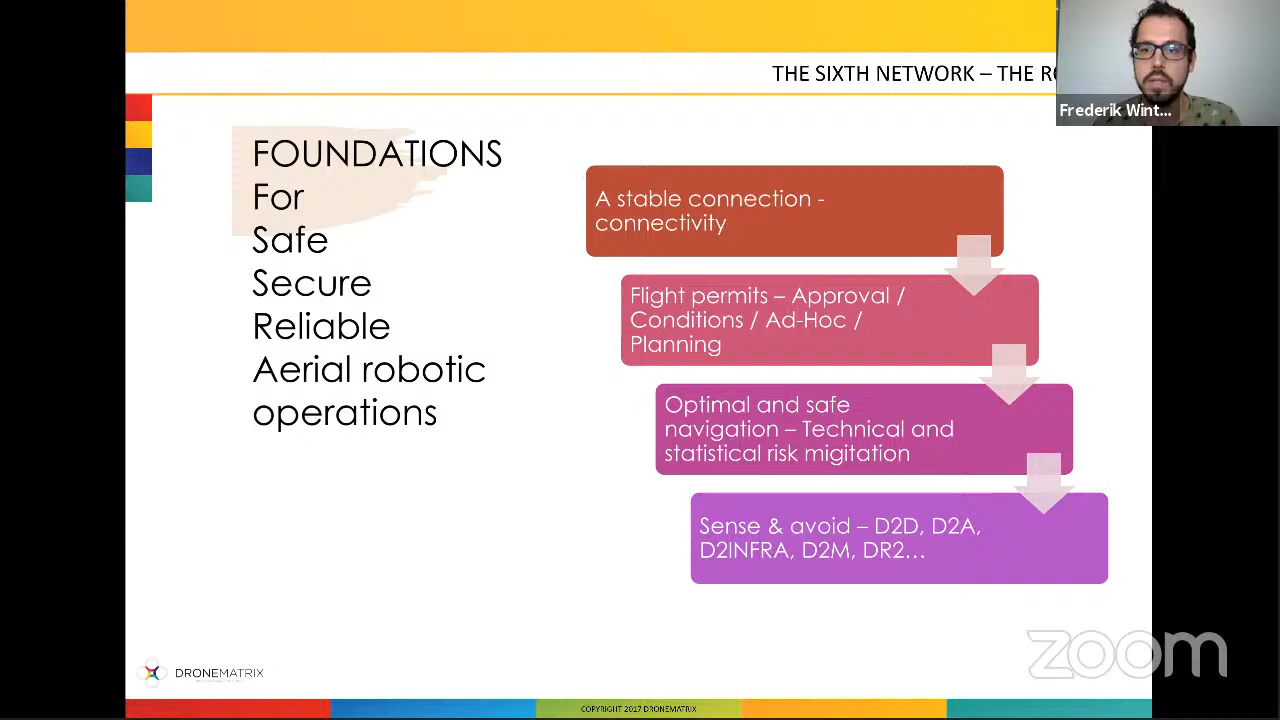 THE SIXTH NETWORK – THE
Frederik Wint...
FOUNDATIONS
For
Safe
Secure
Reliable
Aerial robotic
operations
A stable connection -
connectivity
Flight permits – Approval /
Conditions / Ad-Hoc /
Planning
Optimal and safe
navigation – Technical and
statistical risk migitation
Sense & avoid – D2D, D2A,
D2INFRA, D2M, DR2…
DRONEMATRIX
COPYRIGHT 2017 DRONEMATRIX
zoom